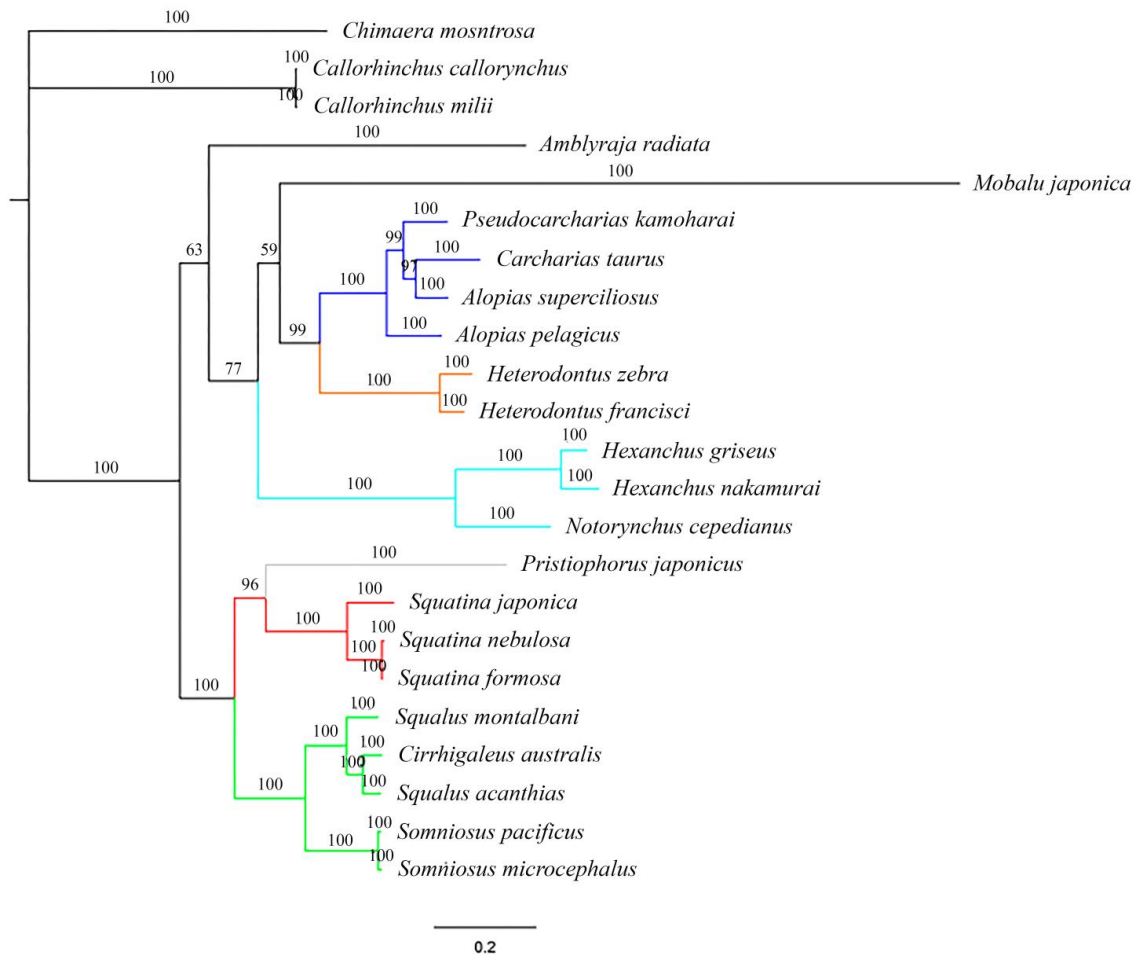 100
Chimaera mosntrosa
100
Callorhinchus callorynchus
100
100
Callorhinchus milii
100
Amblyraja radiata
100
Mobalu japonica
100
Pseudocarcharias kamoharai
99
63
59
100
Carcharias taurus
97
100
100
Alopias superciliosus
99
100
Alopias pelagicus
77
100
Heterodontus zebra
100
100
Heterodontus francisci
100
Hexanchus griseus
100
100
100
Hexanchus nakamurai
100
100
Notorynchus cepedianus
100
Pristiophorus japonicus
96
100
Squatina japonica
100
100
Squatina nebulosa
100
100
Squatina formosa
100
100
Squalus montalbani
100
100
Cirrhigaleus australis
100
100
100
Squalus acanthias
100
Somniosus pacificus
100
100
Somniosus microcephalus
0.2